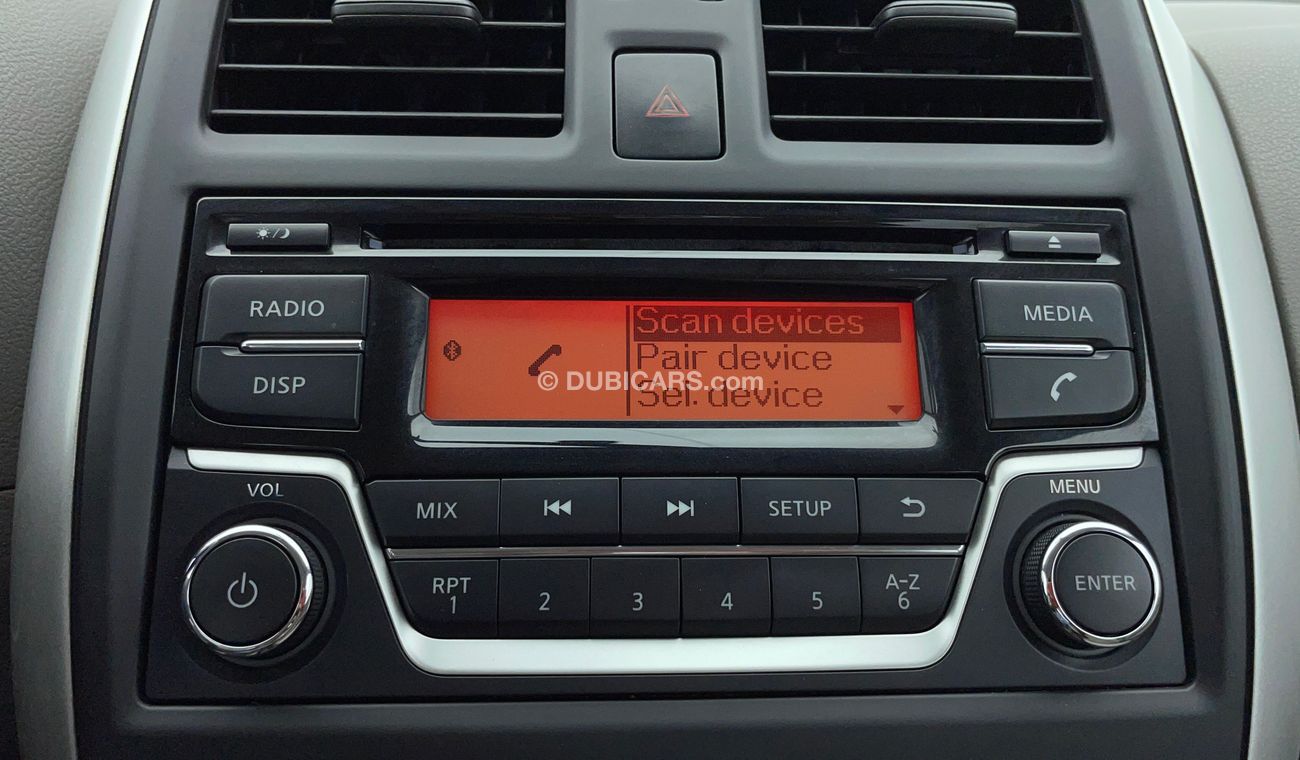 RADIO
MEDIA
DISP
Scan devices
Pair device
Sel. device
© DUBICARS.com
VOL
MENU
MIX
SETUP
ENTER
RPT
1
2
3
4
5
A-Z
6